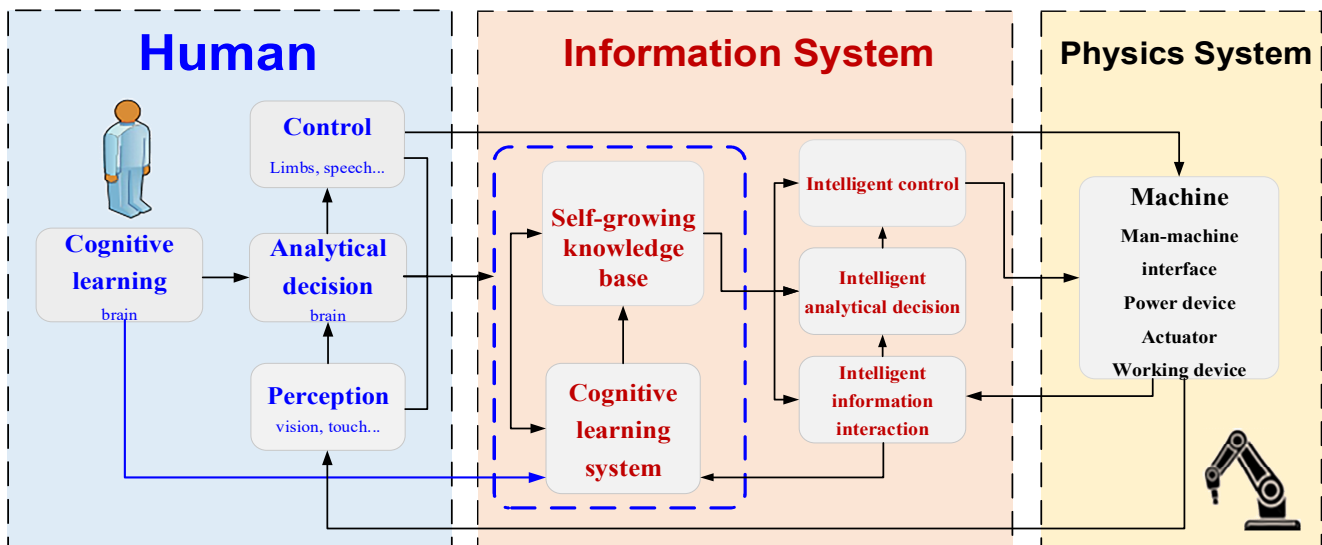 Human
Control
Limbs, speech...
Cognitive
learning
brain
Analytical
decision
brain
Perception
vision, touch...
Information System
Self-growing
knowledge
base
Cognitive
learning
system
Intelligent control
Intelligent
analytical decision
Intelligent
information
interaction
Physics System
Machine
Man-machine
interface
Power device
Actuator
Working device